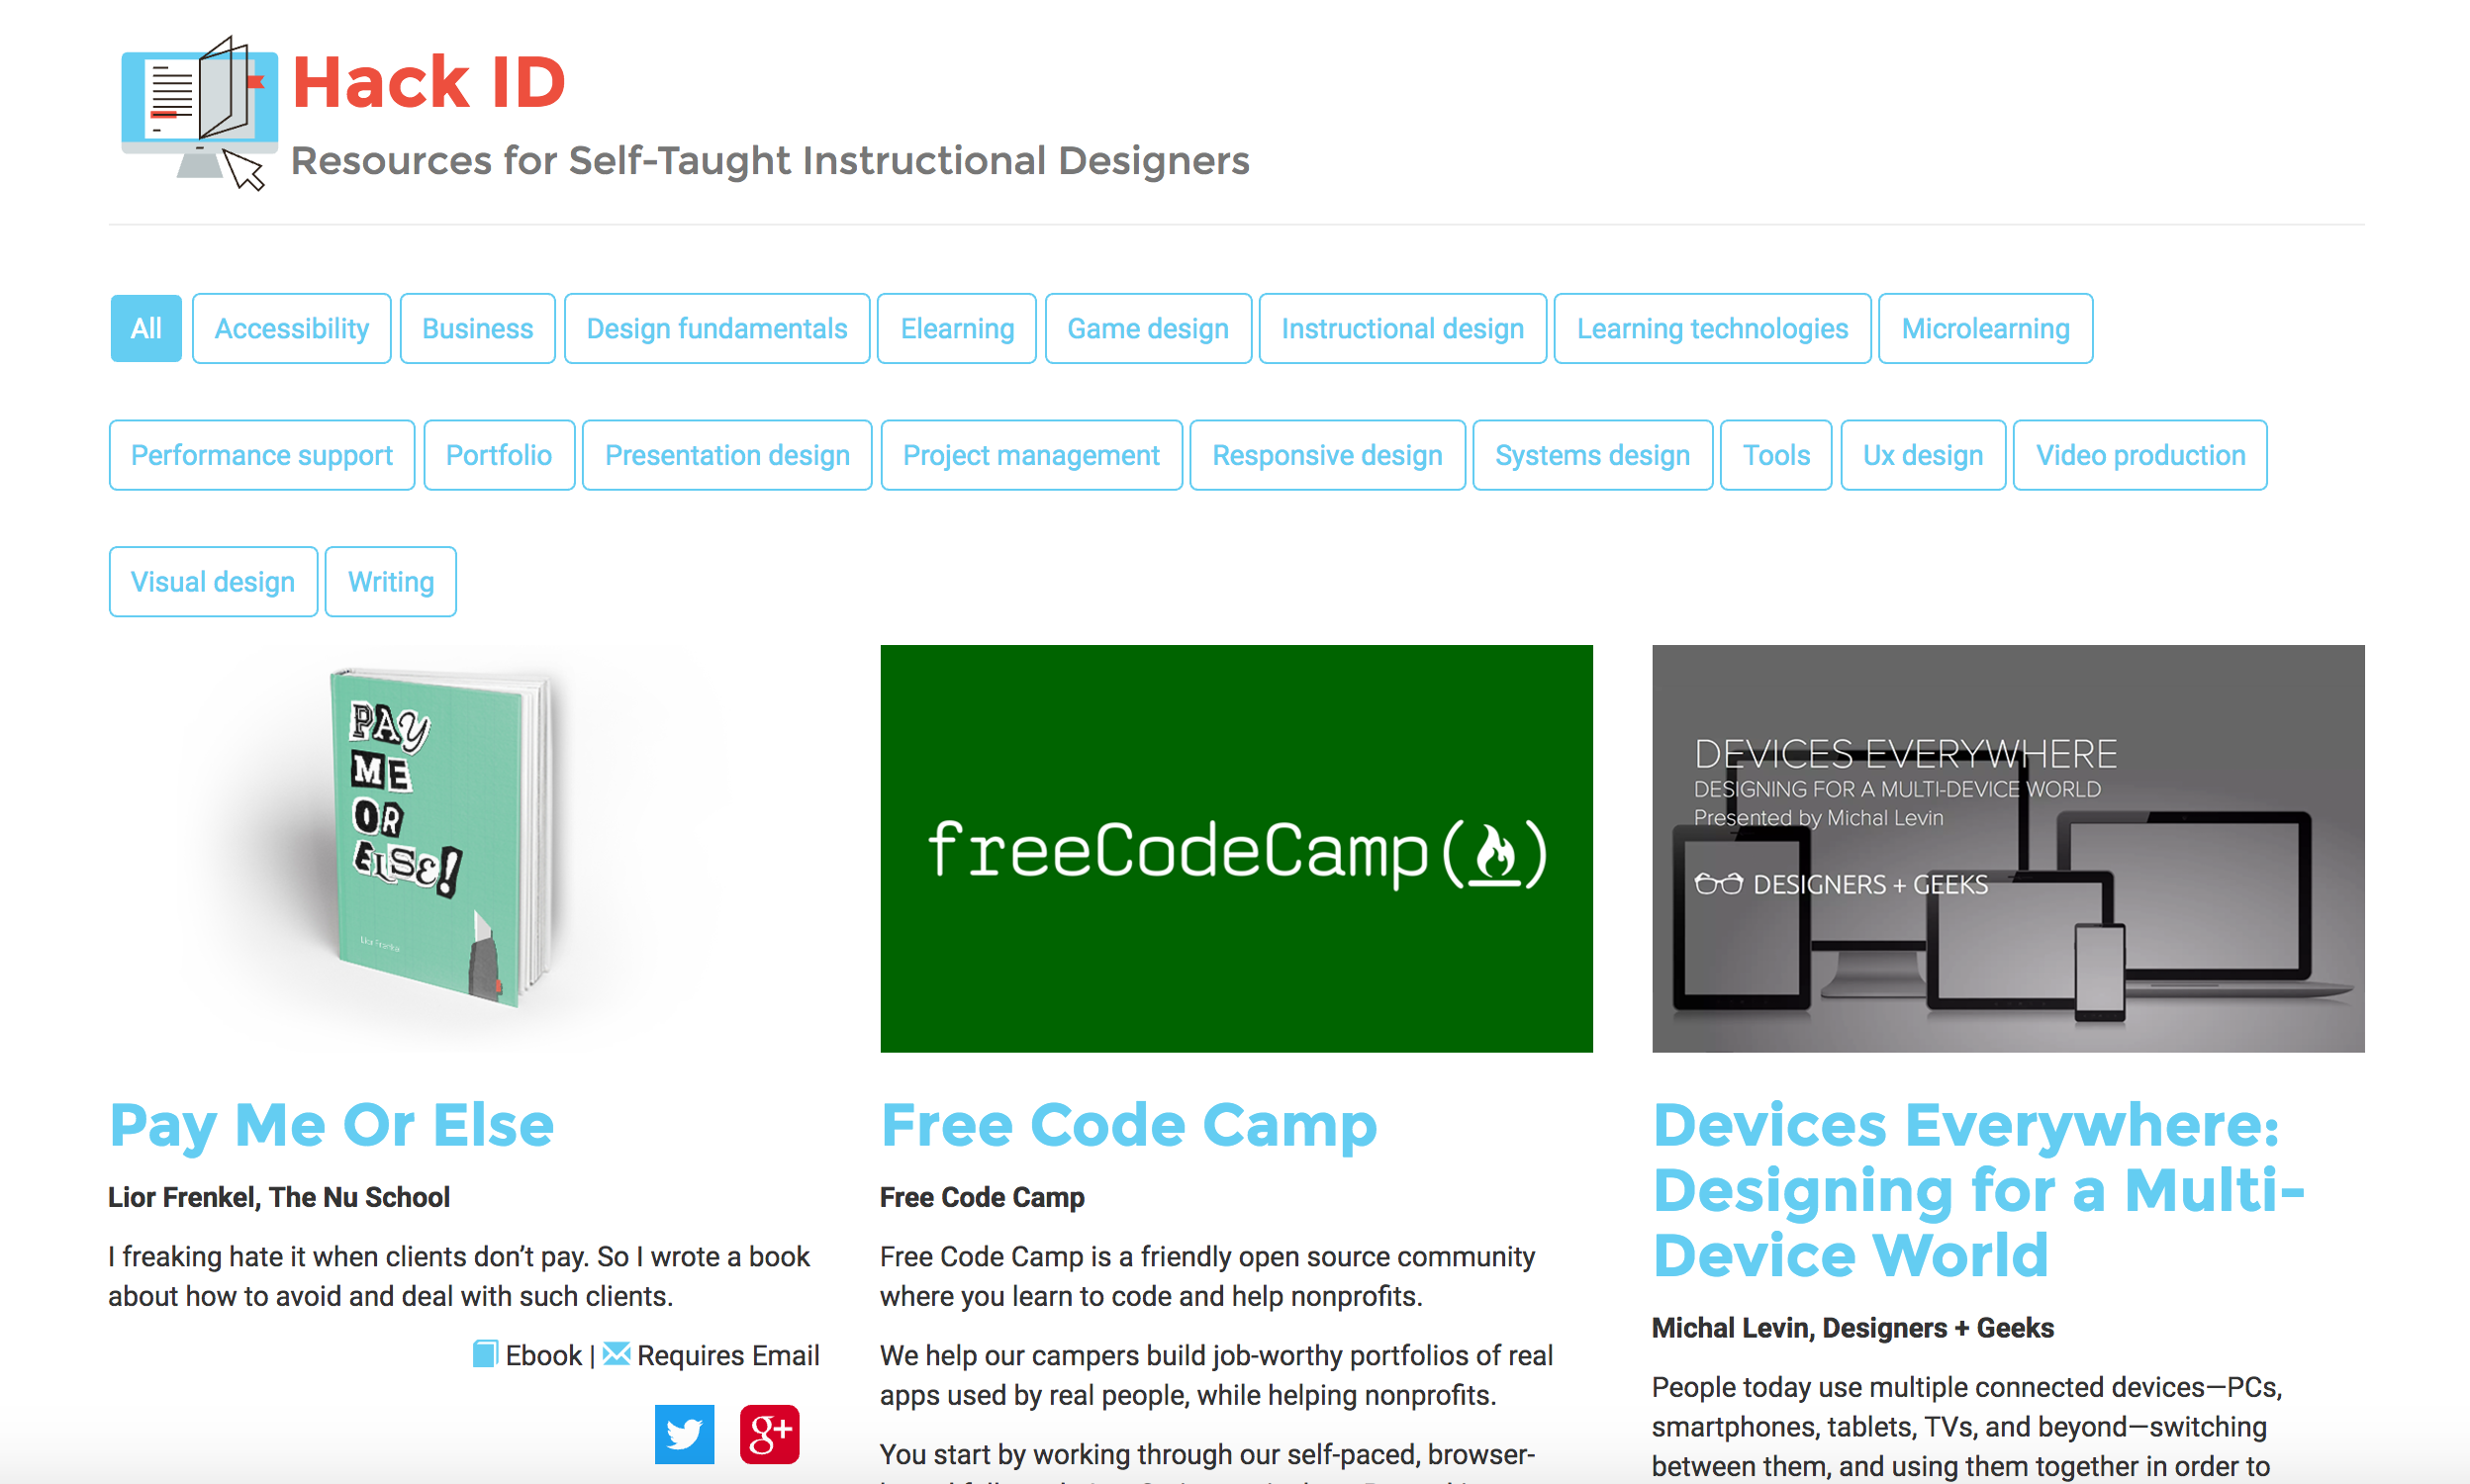 Hack ID
Resources for Self-Taught Instructional Designers
All
Accessibility
Business
Design fundamentals
Elearning
Game design
Instructional design
Learning technologies
Microlearning
Performance support
Portfolio
Presentation design
Project management
Responsive design
Systems design
Tools
Ux design
Video production
Visual design
Writing
PAY
ME
OR
ELSE!
Lior Frenkel
freeCodeCamp
DEVICES EVERYWHERE
DESIGNING FOR A MULTI-DEVICE WORLD
Presented by Michal Levin
DESIGNERS + GEEKS
Pay Me Or Else
Lior Frenkel, The Nu School
I freaking hate it when clients don’t pay. So I wrote a book
about how to avoid and deal with such clients.
Ebook | Requires Email
g+
Free Code Camp
Free Code Camp
Free Code Camp is a friendly open source community
where you learn to code and help nonprofits.
We help our campers build job-worthy portfolios of real
apps used by real people, while helping nonprofits.
You start by working through our self-paced, browser-
Devices Everywhere:
Designing for a Multi-
Device World
Michal Levin, Designers + Geeks
People today use multiple connected devices—PCs,
smartphones, tablets, TVs, and beyond—switching
between them, and using them together in order to